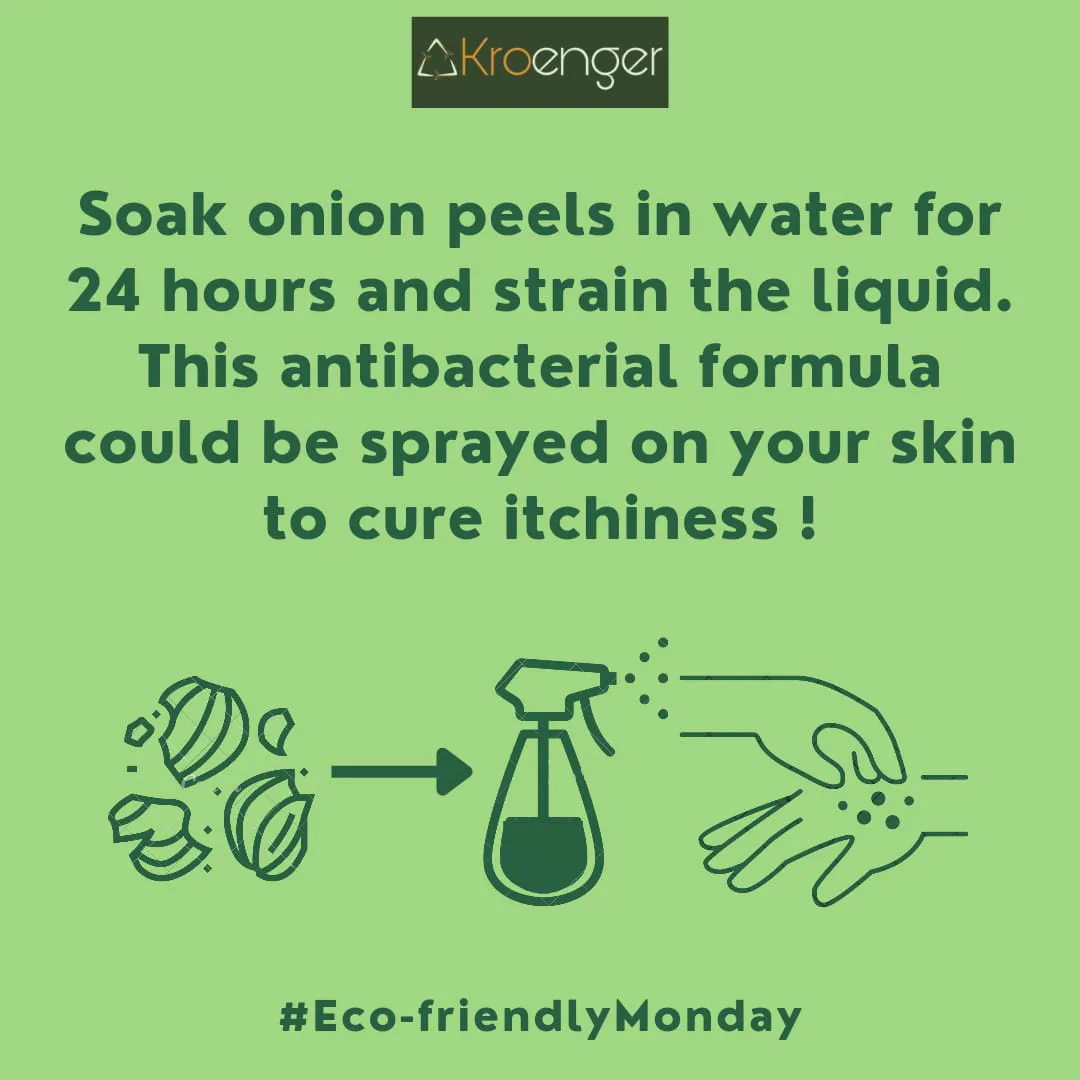 Kroenger
Soak onion peels in water for
24 hours and strain the liquid.
This antibacterial formula
could be sprayed on your skin
to cure itchiness !
#Eco-friendlyMonday